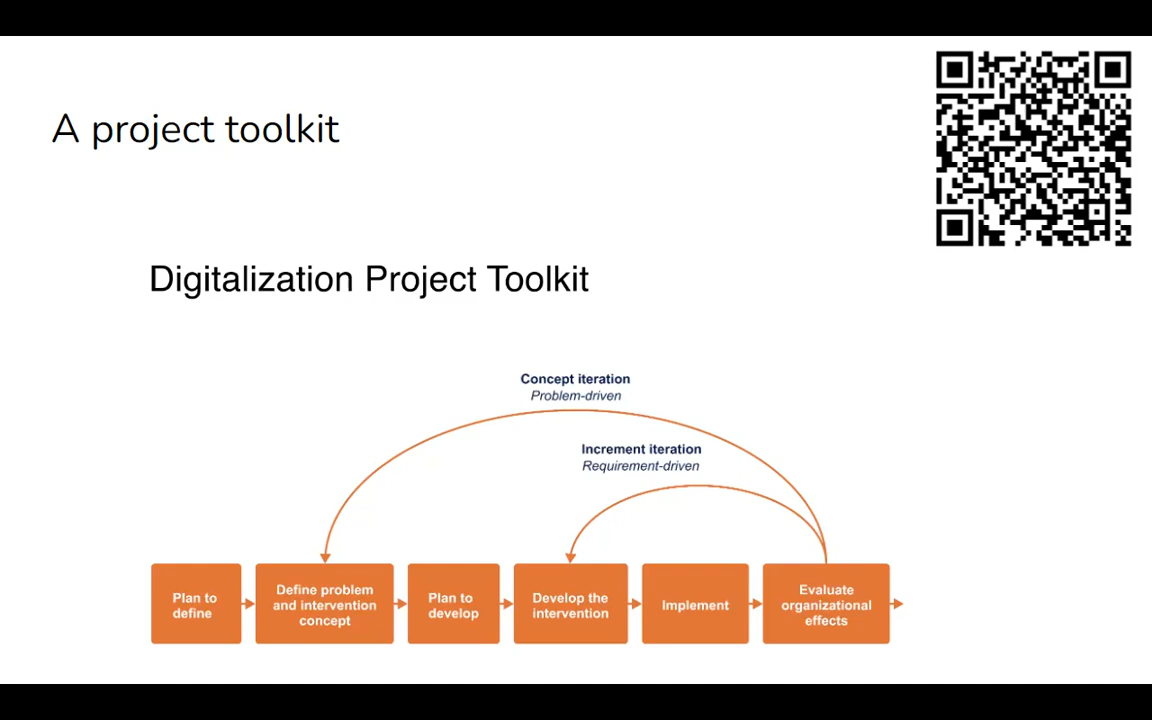 A project toolkit
Digitalization Project Toolkit
Concept iteration
Problem-driven
Increment iteration
Requirement-driven
Plan to
define
Define problem
and intervention
concept
Plan to
develop
Develop the
intervention
Implement
Evaluate
organizational
effects